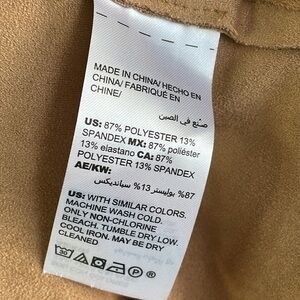 MADE IN CHINA/ HECHO EN
CHINA/ FABRIQUÉ EN
CHINE/
صنع في الصين
US: 87% POLYESTER 13%
SPANDEX MX: 87% poliéster
13% elastano CA: 87%
POLYESTER 13% SPANDEX
AE/KW:
87% بوليستر 13% سبانديكس
US: WITH SIMILAR COLORS.
MACHINE WASH COLD.
ONLY NON-CHLORINE
BLEACH. TUMBLE DRY LOW.
COOL IRON. MAY BE DRY
CLEANED